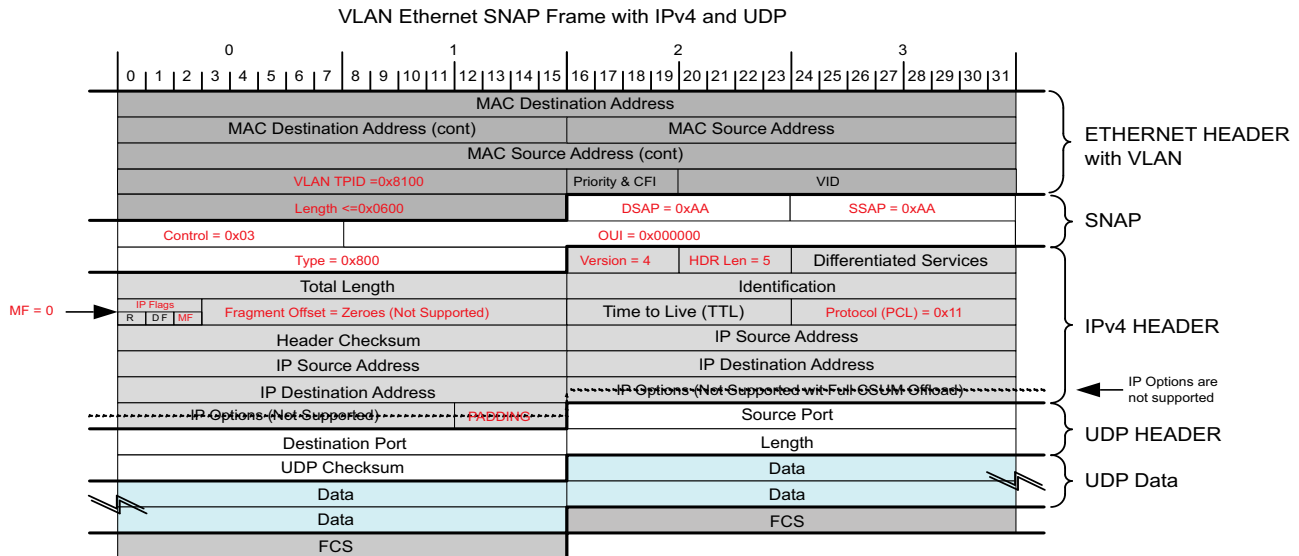 VLAN Ethernet SNAP Frame with IPv4 and UDP
0 1 2 3
0 1 2 3 4 5 6 7 8 9 10 11 12 13 14 15 16 17 18 19 20 21 22 23 24 25 26 27 28 29 30 31
MAC Destination Address
MAC Destination Address (cont) MAC Source Address
ETHERNET HEADER
with VLAN
MAC Source Address (cont)
VLAN TPID =0x8100 Priority & CFI VID
Length <=0x0600 DSAP = 0xAA SSAP = 0xAA
SNAP
Control = 0x03 OUI = 0x000000
Type = 0x800 Version = 4 HDR Len = 5 Differentiated Services
Total Length Identification
MF = 0
IP Flags
R D F MF
Fragment Offset = Zeroes (Not Supported) Time to Live (TTL) Protocol (PCL) = 0x11
IPv4 HEADER
Header Checksum IP Source Address
IP Source Address IP Destination Address
IP Destination Address IP Options (Not Supported wit Full CSUM Offload)
IP Options are
not supported
IP Options (Not Supported) PADDING Source Port
UDP HEADER
Destination Port Length
UDP Checksum Data
UDP Data
Data Data
Data FCS
FCS